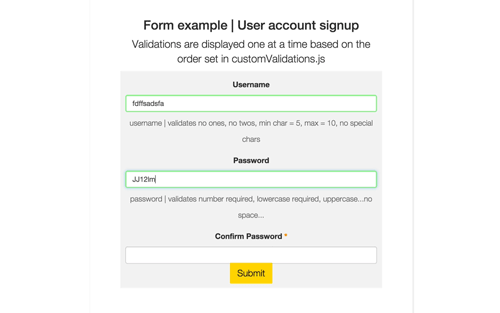 Form example | User account signup
Validations are displayed one at a time based on the
order set in customValidations.js
Username
fdffsadsfa
username | validates no ones, no twos, min char = 5, max = 10, no special
chars
Password
JJ12lm
password | validates number required, lowercase required, uppercase...no
space...
Confirm Password *
Submit